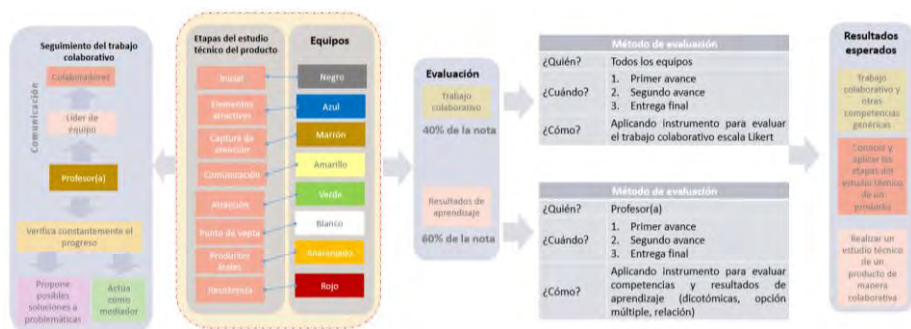 Seguimiento del trabajo
colaborativo
Comunicación
Colaboradores
Líder de
equipo
Profesor(a)
Verifica constantemente el
progreso
Propone
posibles
soluciones a
problemáticas
Actua
como
mediador
Etapas del estudio
técnico del producto
Inicial
Elementos
atractivos
Captura de
atención
Comunicación
Atracción
Punto de venta
Productos
Resistencia
Equipos
Negro
Azul
Marrón
Amarillo
Verde
Blanco
Anaranjado
Rojo
Evaluación
Trabajo
colaborativo
40% de la nota
Resultados de
aprendizaje
60% de la nota
Método de evaluación
¿Quién? Todos los equipos
¿Cuándo? 1. Primer avance
2. Segundo avance
3. Entrega final
¿Cómo? Aplicando instrumento para evaluar
el trabajo colaborativo escala Likert
Método de evaluación
¿Quién? Profesor(a)
¿Cuándo? 1. Primer avance
2. Segundo avance
3. Entrega final
¿Cómo? Aplicando instrumento para evaluar
competencias y resultados de
aprendizaje (dicotómicas, opción
múltiple, relación)
Resultados
esperados
Trabajo
colaborativo y
otras
competencias
genéricas
Conocer y
aplicar las
etapas del
estudio técnico
de un
producto
Realizar un
estudio técnico
de un
producto de
manera
colaborativa